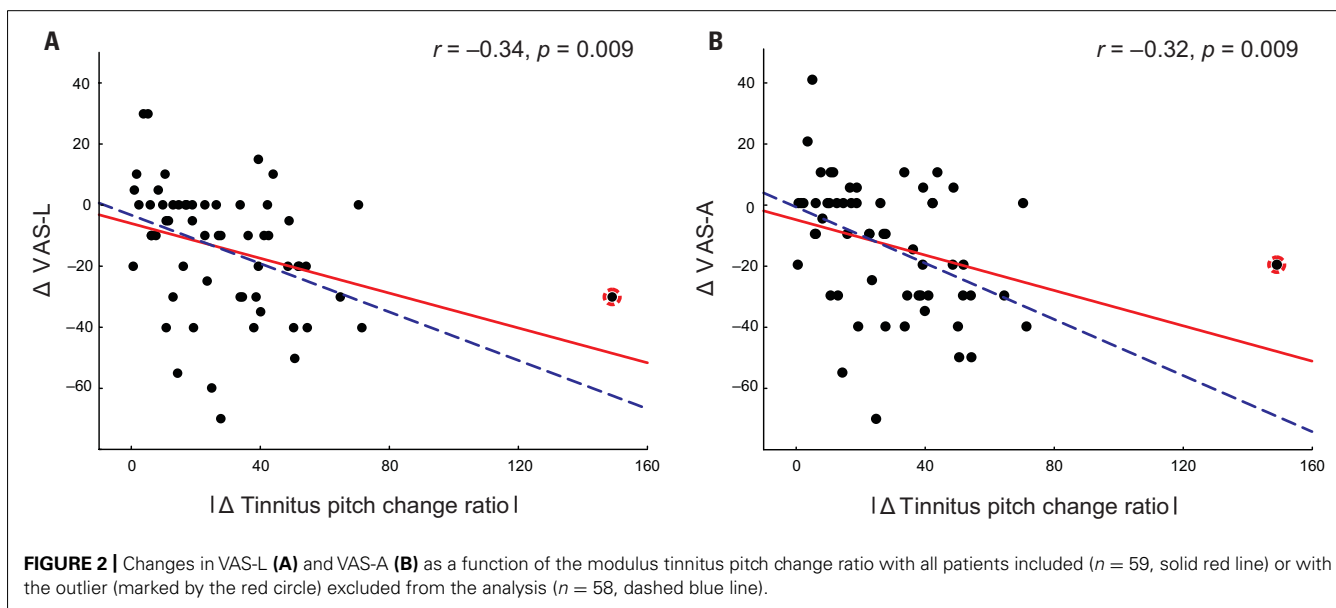 A
r = –0.34, p = 0.009
40
20
0
–20
–40
–60
Δ VAS-L
0 40 80 120 160
|Δ Tinnitus pitch change ratio|
B
r = –0.32, p = 0.009
40
20
0
–20
–40
–60
Δ VAS-A
0 40 80 120 160
|Δ Tinnitus pitch change ratio|
FIGURE 2 | Changes in VAS-L (A) and VAS-A (B) as a function of the modulus tinnitus pitch change ratio with all patients included (n = 59, solid red line) or with
the outlier (marked by the red circle) excluded from the analysis (n = 58, dashed blue line).